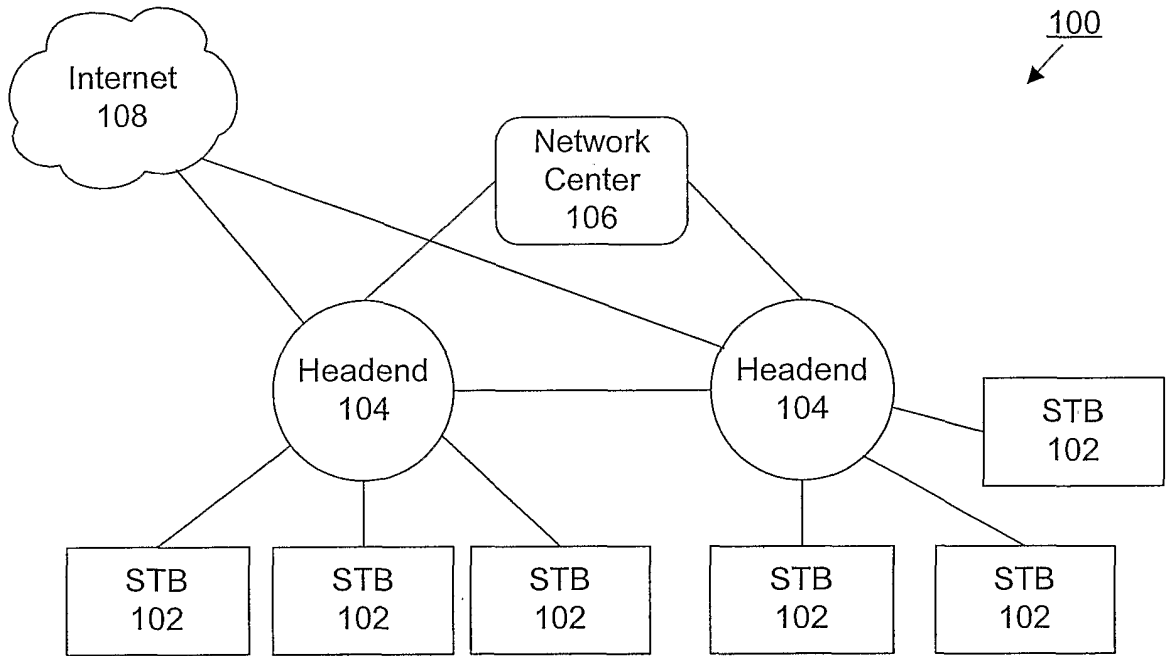 100
Internet
108
Network
Center
106
Headend
104
Headend
104
STB
102
STB
102
STB
102
STB
102
STB
102
STB
102